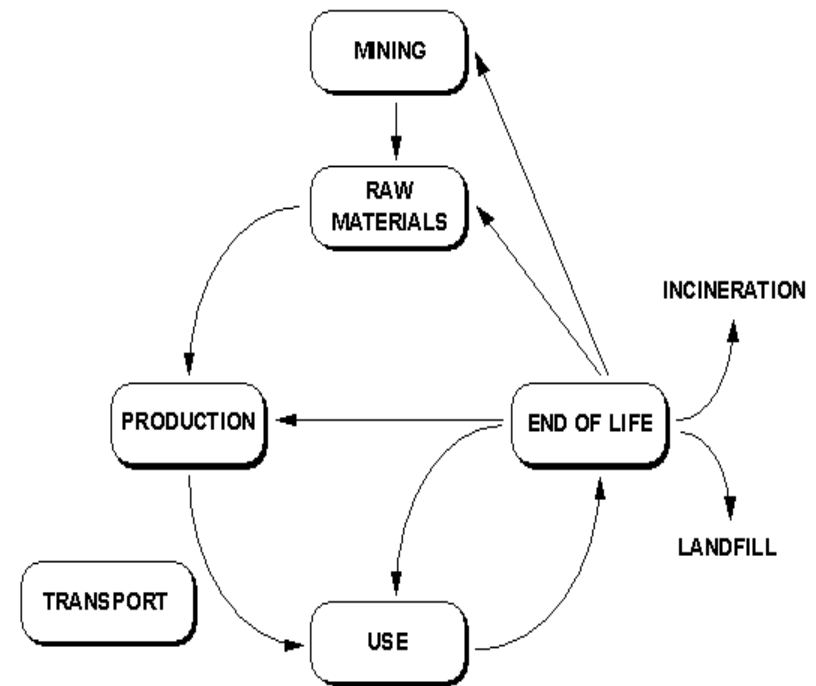 MINING
RAW
MATERIALS
INCINERATION
PRODUCTION
END OF LIFE
LANDFILL
TRANSPORT
USE